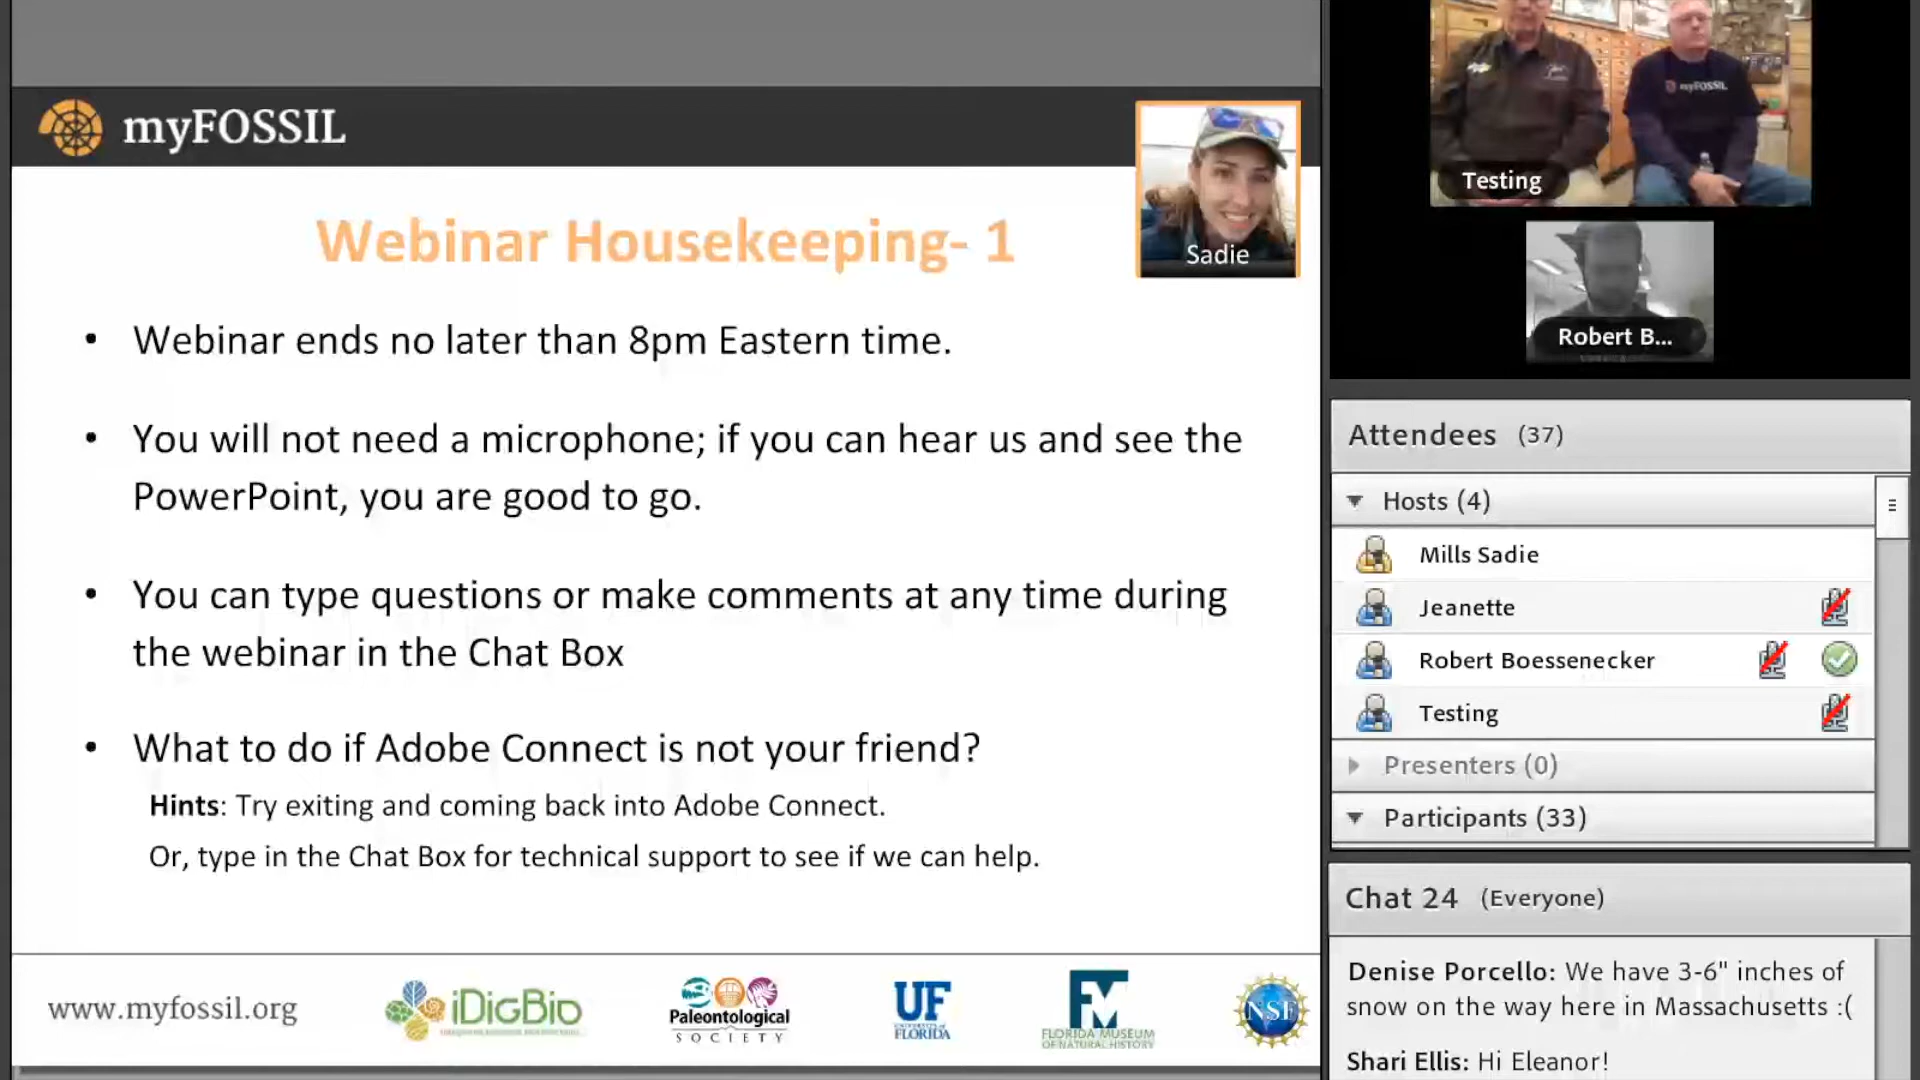 myFOSSIL
Sadie
Webinar Housekeeping- 1
• Webinar ends no later than 8pm Eastern time.
• You will not need a microphone; if you can hear us and see the
PowerPoint, you are good to go.
• You can type questions or make comments at any time during
the webinar in the Chat Box
• What to do if Adobe Connect is not your friend?
Hints: Try exiting and coming back into Adobe Connect.
Or, type in the Chat Box for technical support to see if we can help.
www.myfossil.org
iDigBio
Paleontological
SOCIETY
UF
UNIVERSITY of
FLORIDA
FM
FLORIDA MUSEUM
OF NATURAL HISTORY
NSF
myFOSSIL
Testing
Robert B...
Attendees (37)
Hosts (4)
Mills Sadie
Jeanette
Robert Boessenecker
Testing
Presenters (0)
Participants (33)
Chat 24 (Everyone)
Denise Porcello: We have 3-6" inches of
snow on the way here in Massachusetts :(
Shari Ellis: Hi Eleanor!